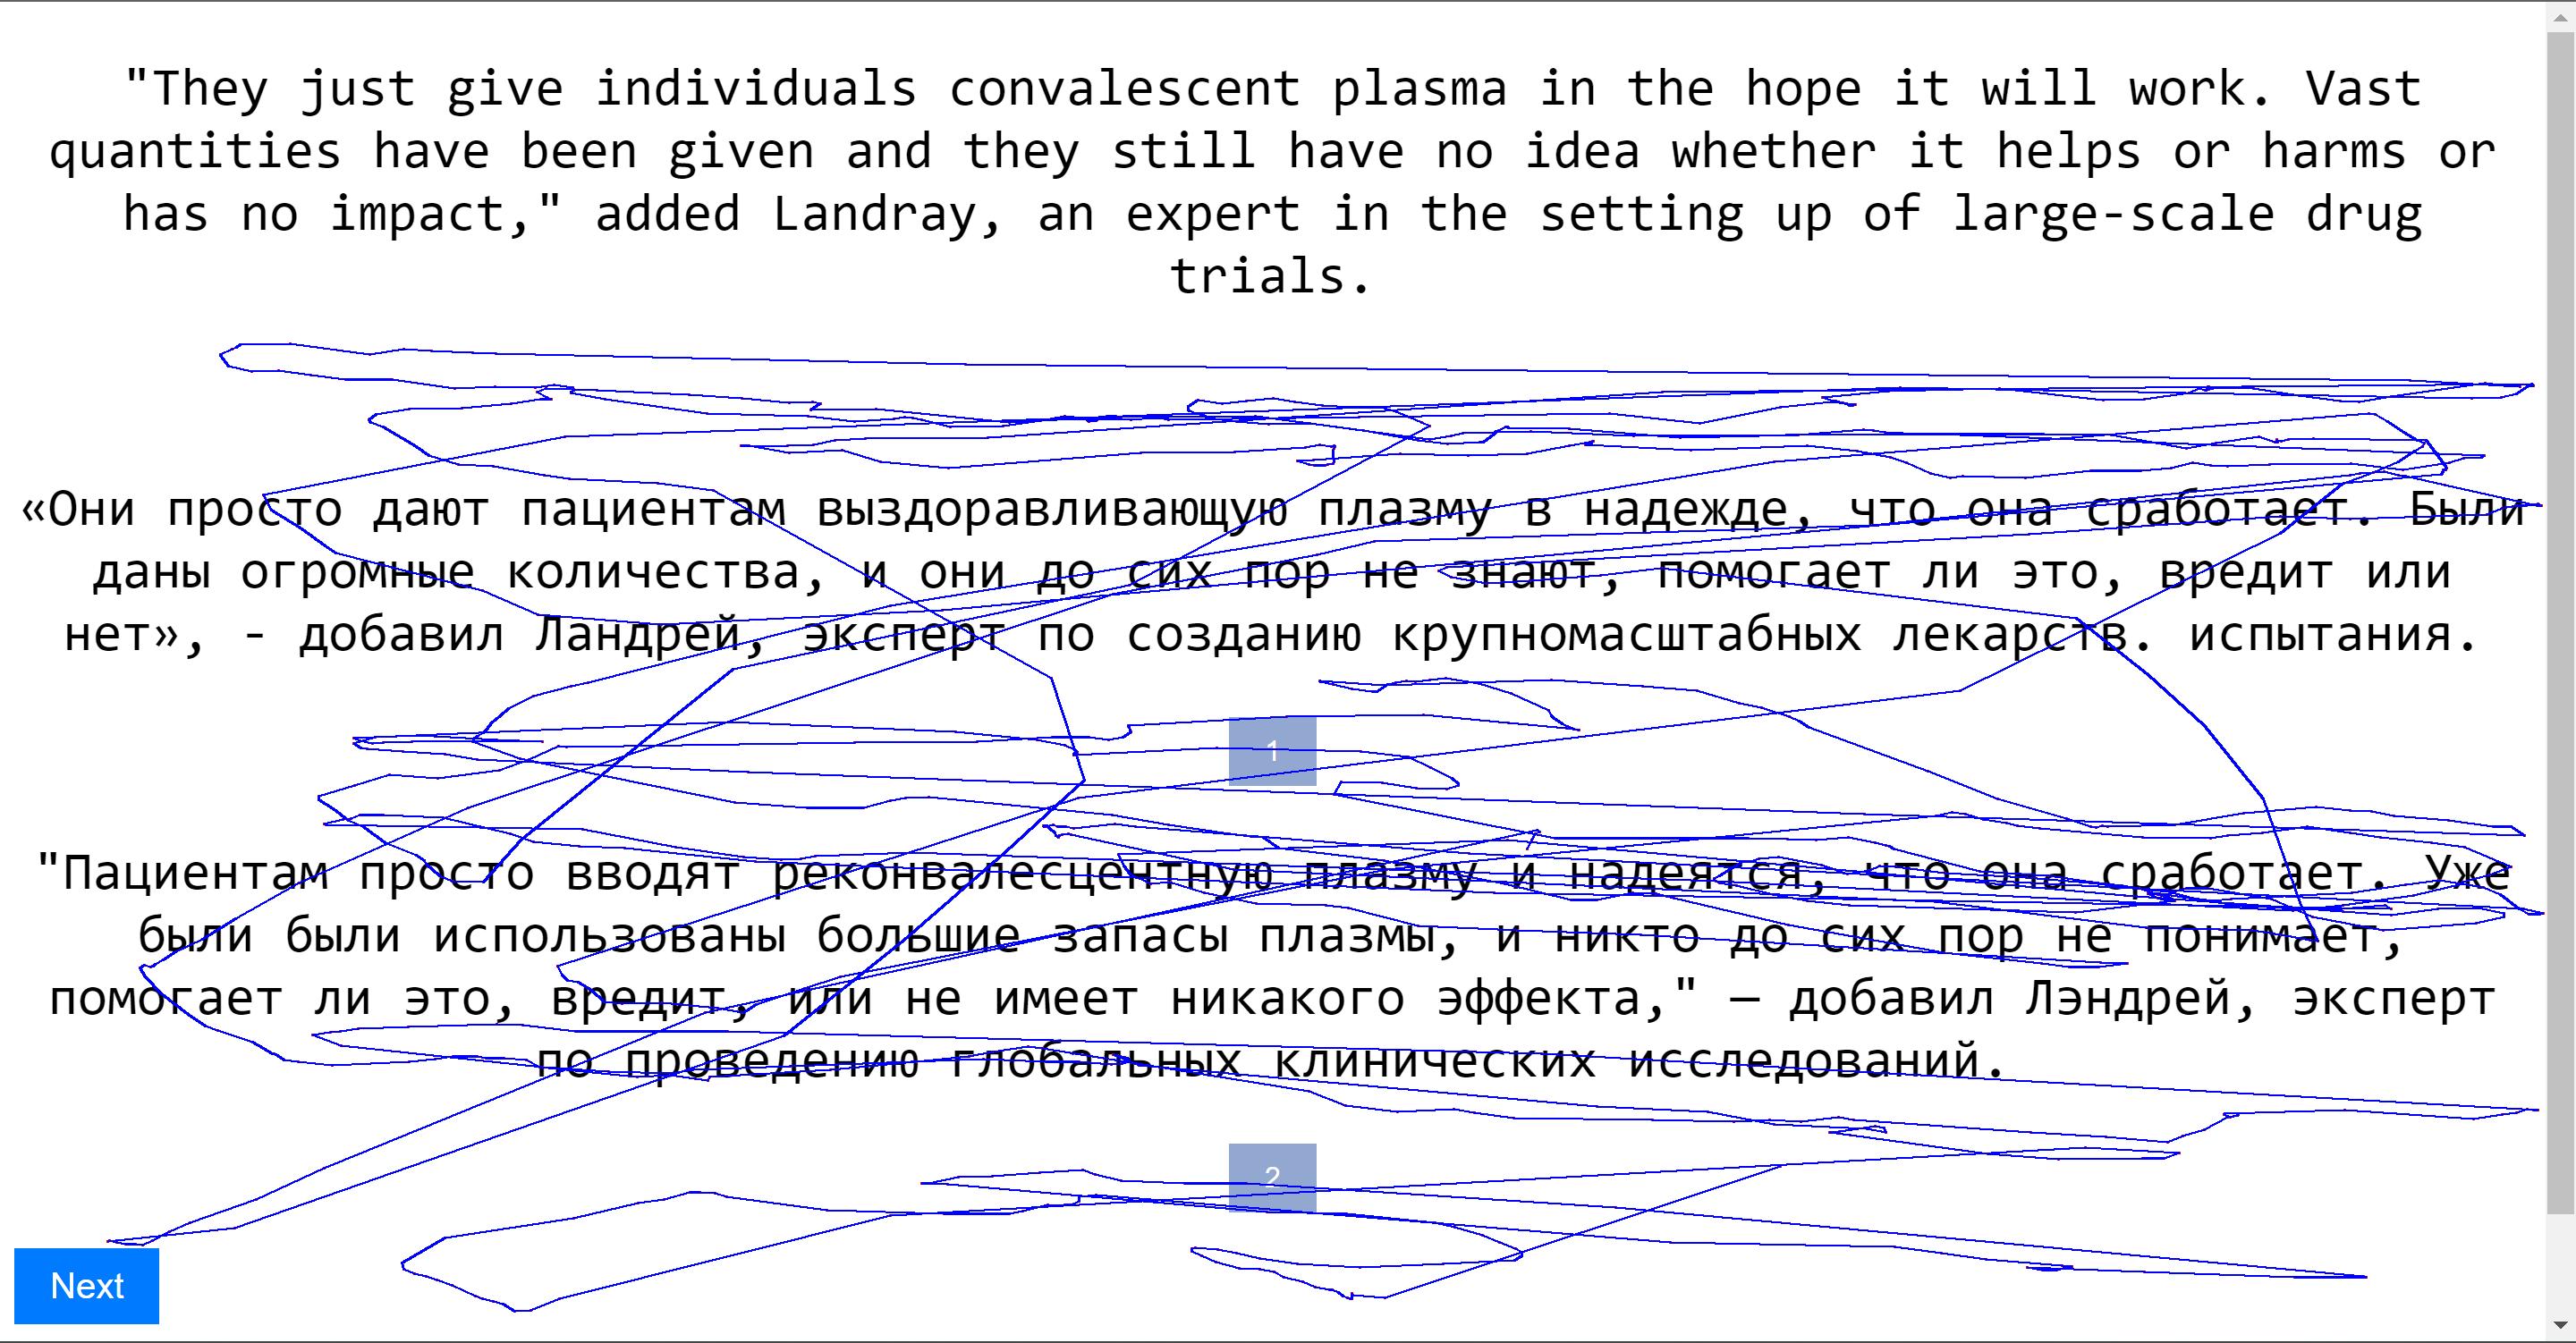 "They just give individuals convalescent plasma in the hope it will work. Vast
quantities have been given and they still have no idea whether it helps or harms or
has no impact," added Landray, an expert in the setting up of large-scale drug
trials.
«Они просто дают пациентам выздоравливающую плазму в надежде, что она сработает. Были
даны огромные количества, и они до сих пор не знают, помогает ли это, вредит или
нет», - добавил Ландрей, эксперт по созданию крупномасштабных лекарств. испытания.
1
"Пациентам просто вводят реконвалесцентную плазму и надеятся, что она сработает. Уже
были были использованы большие запасы плазмы, и никто до сих пор не понимает,
помогает ли это, вредит, или не имеет никакого эффекта," — добавил Лэндрей, эксперт
по проведению глобальных клинических исследований.
2
Next